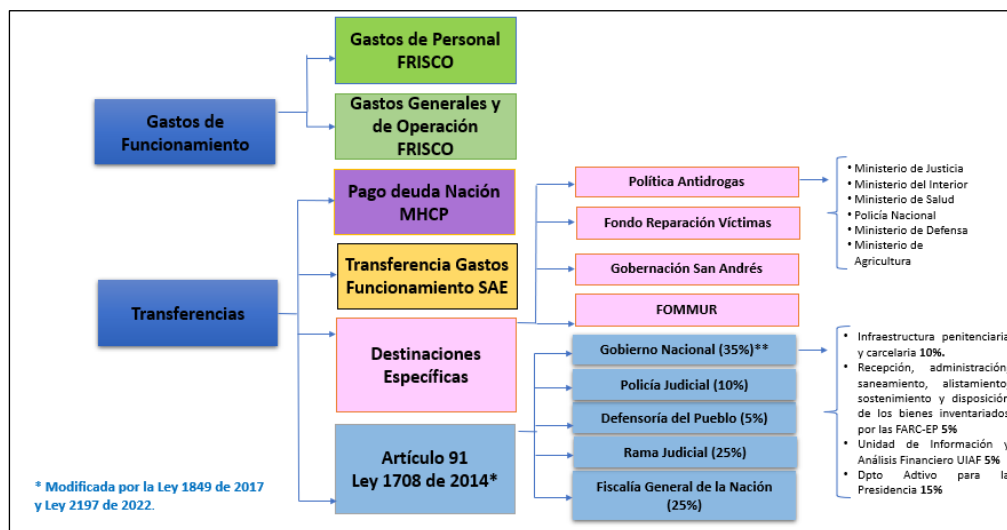 Gastos de
Funcionamiento
Gastos de Personal
FRISCO
Gastos Generales y
de Operación
FRISCO
Transferencias
Pago deuda Nación
MHCP
Transferencia Gastos
Funcionamiento SAE
Destinaciones
Específicas
Política Antidrogas
• Ministerio de Justicia
• Ministerio del Interior
• Ministerio de Salud
• Policía Nacional
• Ministerio de Defensa
• Ministerio de
Agricultura
Fondo Reparación Víctimas
Gobernación San Andrés
FOMMUR
Artículo 91
Ley 1708 de 2014*
Gobierno Nacional (35%)**
• Infraestructura penitenciaria
y carcelaria 10%.
• Recepción, administración,
saneamiento, alistamiento,
sostenimiento y disposición
de los bienes inventariados
por las FARC-EP 5%
• Unidad de Información y
Análisis Financiero UIAF 5%
• Dpto Adtivo para la
Presidencia 15%
Policía Judicial (10%)
Defensoría del Pueblo (5%)
Rama Judicial (25%)
Fiscalía General de la Nación
(25%)
* Modificada por la Ley 1849 de 2017
y Ley 2197 de 2022.